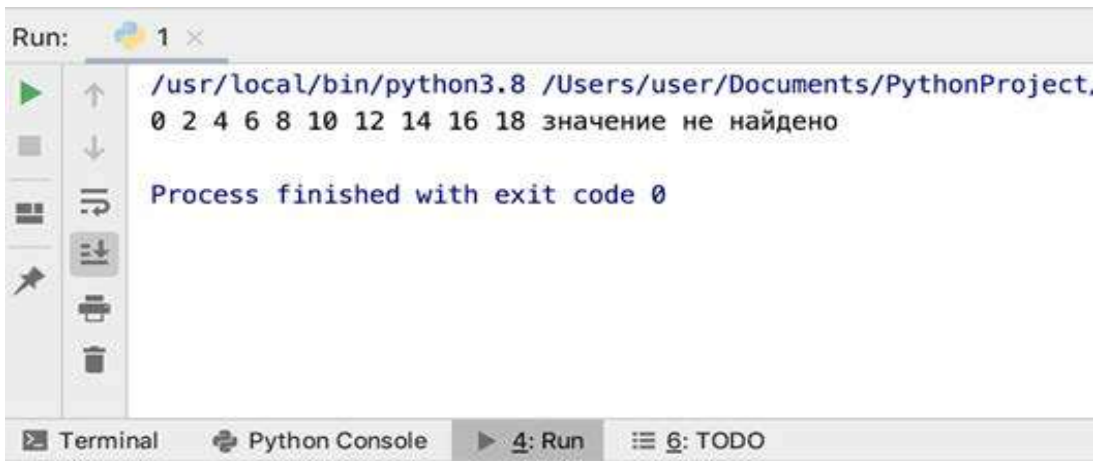 Run: 1
/usr/local/bin/python3.8 /Users/user/Documents/PythonProject/
0 2 4 6 8 10 12 14 16 18 значение не найдено
Process finished with exit code 0
Terminal Python Console 4: Run 6: TODO